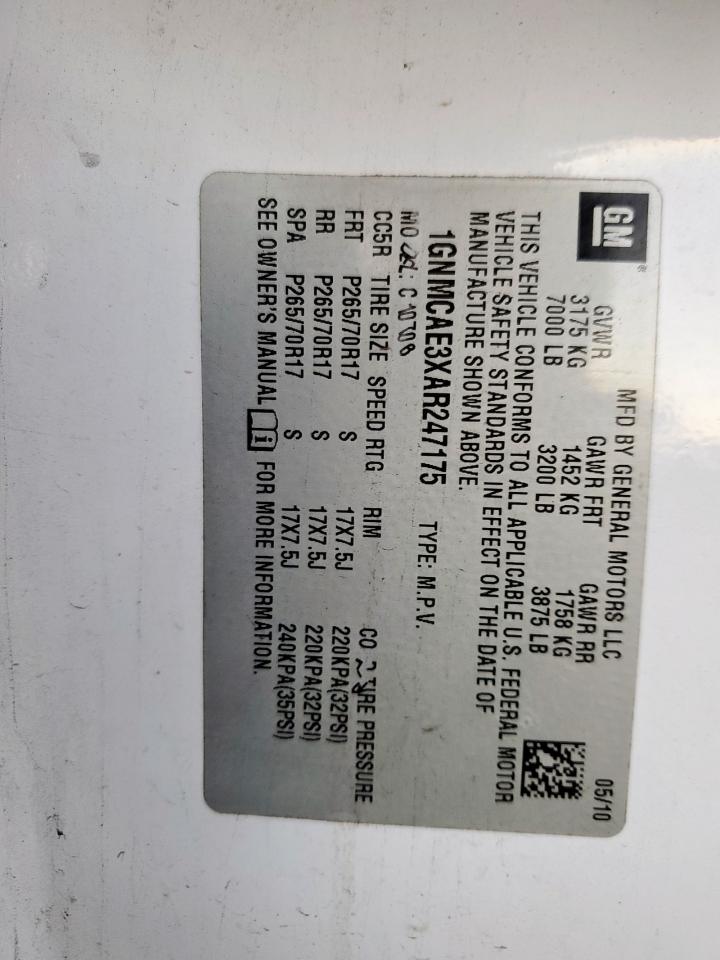 GM
MFD BY GENERAL MOTORS LLC 05/10
GVWR GAWR FRT GAWR RR
3175 KG 1452 KG 1758 KG
7000 LB 3200 LB 3875 LB
THIS VEHICLE CONFORMS TO ALL APPLICABLE U.S. FEDERAL MOTOR
VEHICLE SAFETY STANDARDS IN EFFECT ON THE DATE OF
MANUFACTURE SHOWN ABOVE.
1GNMCAE3XAR247175 TYPE: M.P.V.
CC5R TIRE SIZE SPEED RTG RIM PRESSURE
FRT P265/70R17 S 17X7.5J 220KPA(32PSI)
RR P265/70R17 S 17X7.5J 220KPA(32PSI)
SPA P265/70R17 S 17X7.5J 240KPA(35PSI)
SEE OWNER'S MANUAL i FOR MORE INFORMATION.